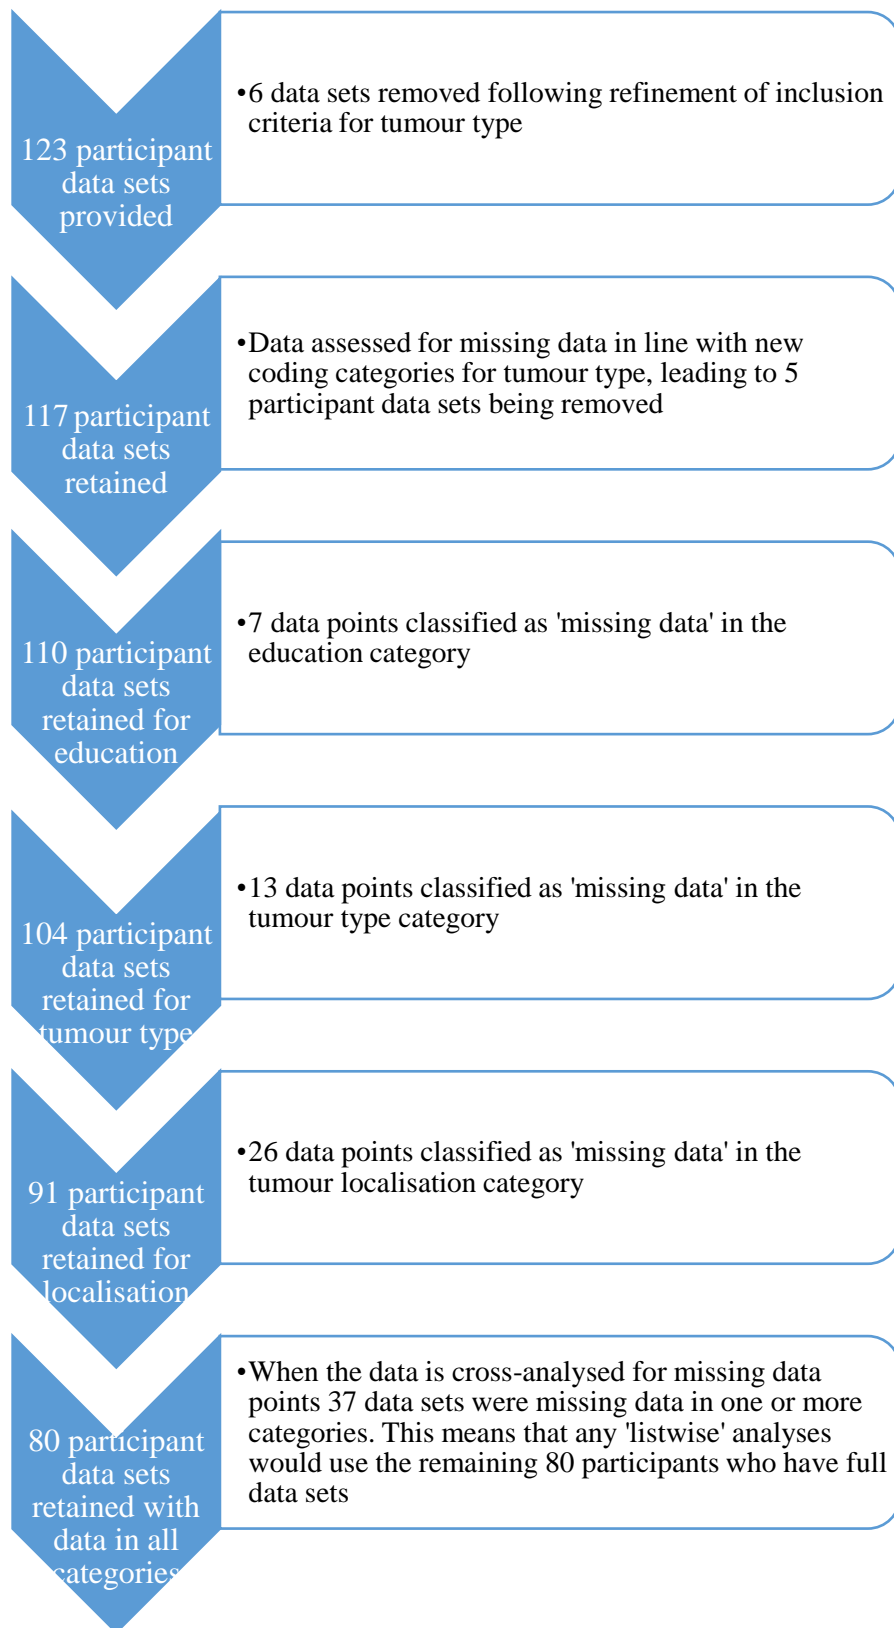 123 participant
data sets
provided
•6 data sets removed following refinement of inclusion
criteria for tumour type
117 participant
data sets
retained
•Data assessed for missing data in line with new
coding categories for tumour type, leading to 5
participant data sets being removed
110 participant
data sets
retained for
education
•7 data points classified as 'missing data' in the
education category
104 participant
data sets
retained for
tumour type
•13 data points classified as 'missing data' in the
tumour type category
91 participant
data sets
retained for
localisation
•26 data points classified as 'missing data' in the
tumour localisation category
80 participant
data sets
retained with
data in all
categories
•When the data is cross-analysed for missing data
points 37 data sets were missing data in one or more
categories. This means that any 'listwise' analyses
would use the remaining 80 participants who have full
data sets